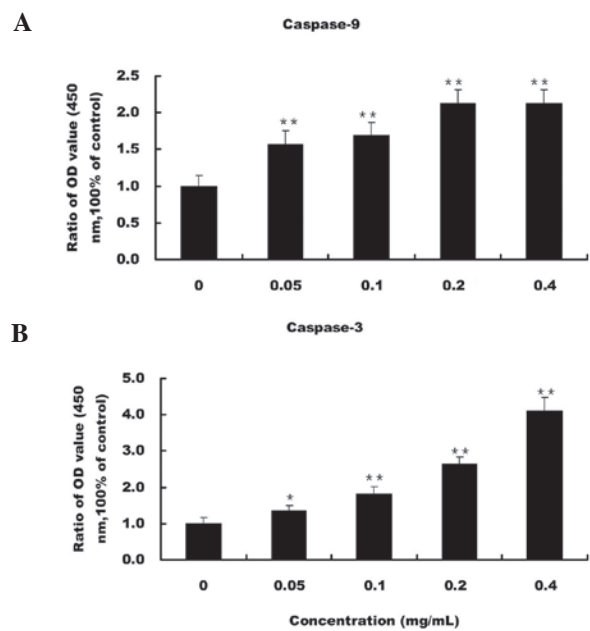 A
Caspase-9
Ratio of OD value (450
nm,100% of control)
2.5
2.0
1.5
1.0
0.5
0.0
** ** ** **
0 0.05 0.1 0.2 0.4
B
Caspase-3
Ratio of OD value (450
nm,100% of control)
5.0
4.0
3.0
2.0
1.0
0.0
* ** ** **
0 0.05 0.1 0.2 0.4
Concentration (mg/mL)